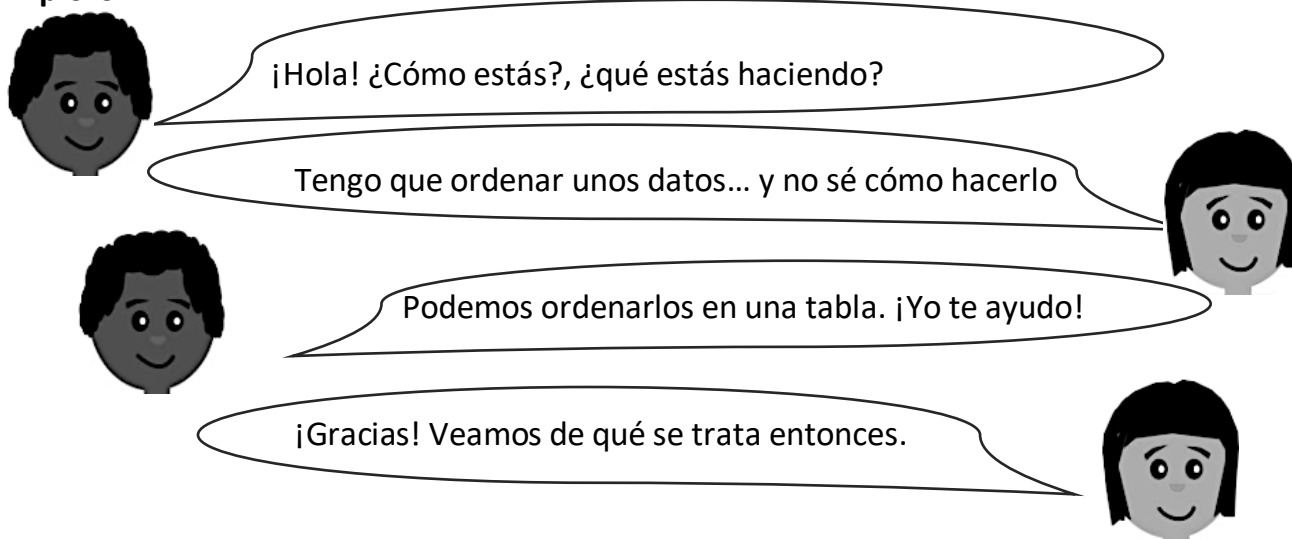 ¡Hola! ¿Cómo estás?, ¿qué estás haciendo?
Tengo que ordenar unos datos… y no sé cómo hacerlo
Podemos ordenarlos en una tabla. ¡Yo te ayudo!
¡Gracias! Veamos de qué se trata entonces.